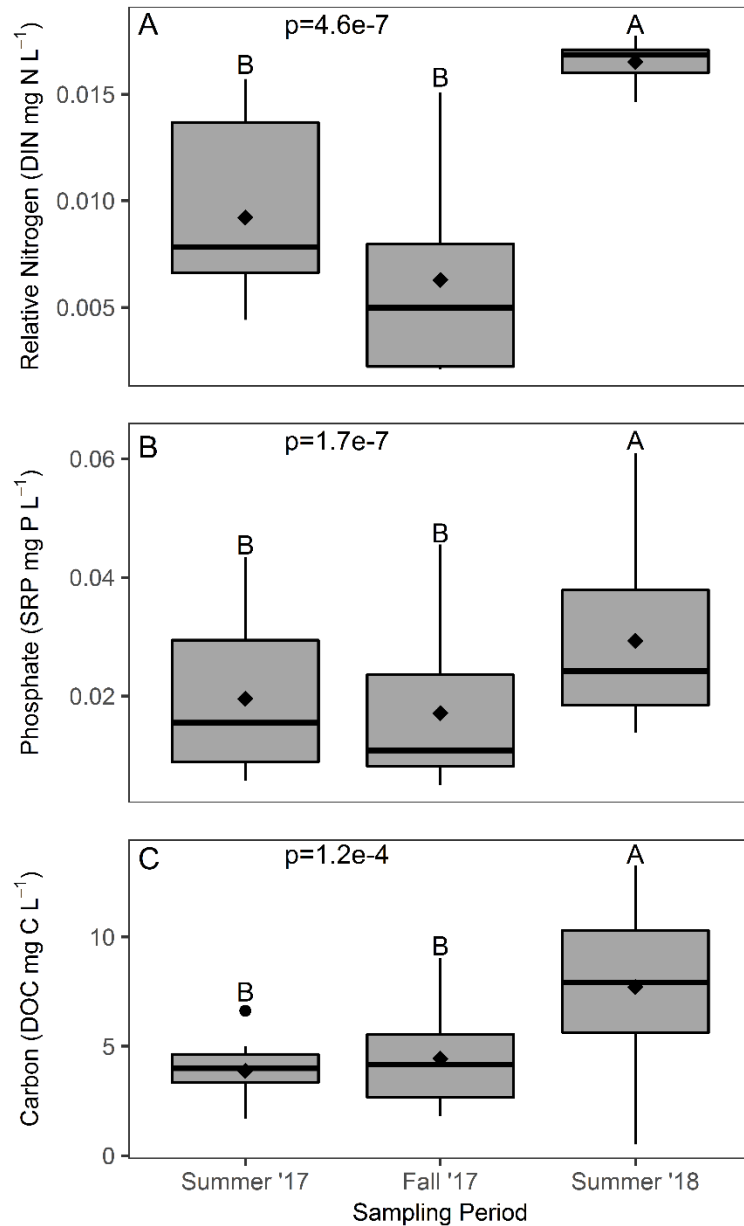 A
p=4.6e-7
B
B
A
0.015
0.010
0.005
Relative Nitrogen (DIN mg N L⁻¹)
B
p=1.7e-7
B
B
A
0.06
0.04
0.02
Phosphate (SRP mg P L⁻¹)
C
p=1.2e-4
B
B
A
10
5
0
Carbon (DOC mg C L⁻¹)
Summer '17
Fall '17
Summer '18
Sampling Period